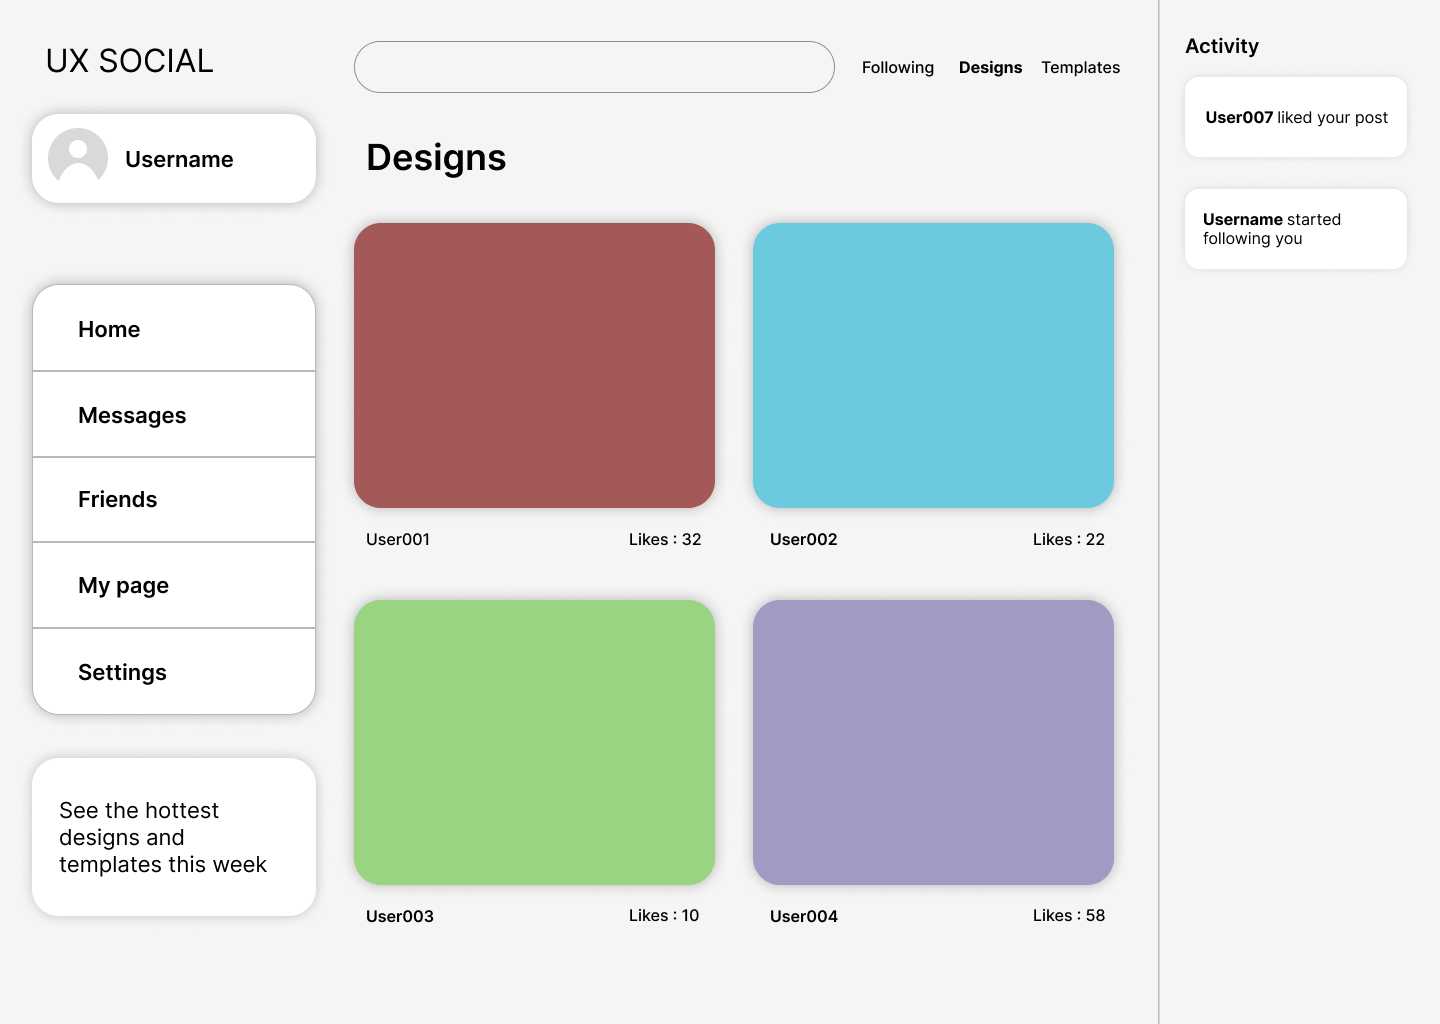 UX SOCIAL
Username
Home
Messages
Friends
My page
Settings
See the hottest
designs and
templates this week
Following Designs Templates
Designs
User001 Likes : 32
User002 Likes : 22
User003 Likes : 10
User004 Likes : 58
Activity
User007 liked your post
Username started
following you